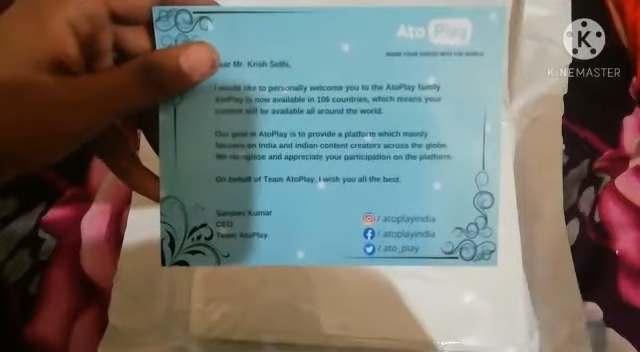 Ato Play
SHARE YOUR VIDEOS WITH THE WORLD
K
KINEMASTER
ar Mr. Krish Sethi,
I would like to personally welcome you to the AtoPlay family
AtoPlay is now available in 106 countries, which means your
content will be available all around the world.
Our goal at AtoPlay is to provide a platform which mainly
focuses on India and Indian content creators across the globe.
We recognise and appreciate your participation on the platform.
On behalf of Team AtoPlay, I wish you all the best.
Sanjeev Kumar
CEO
Team AtoPlay.
/ atoplayindia
/ atoplayindia
/ ato_play